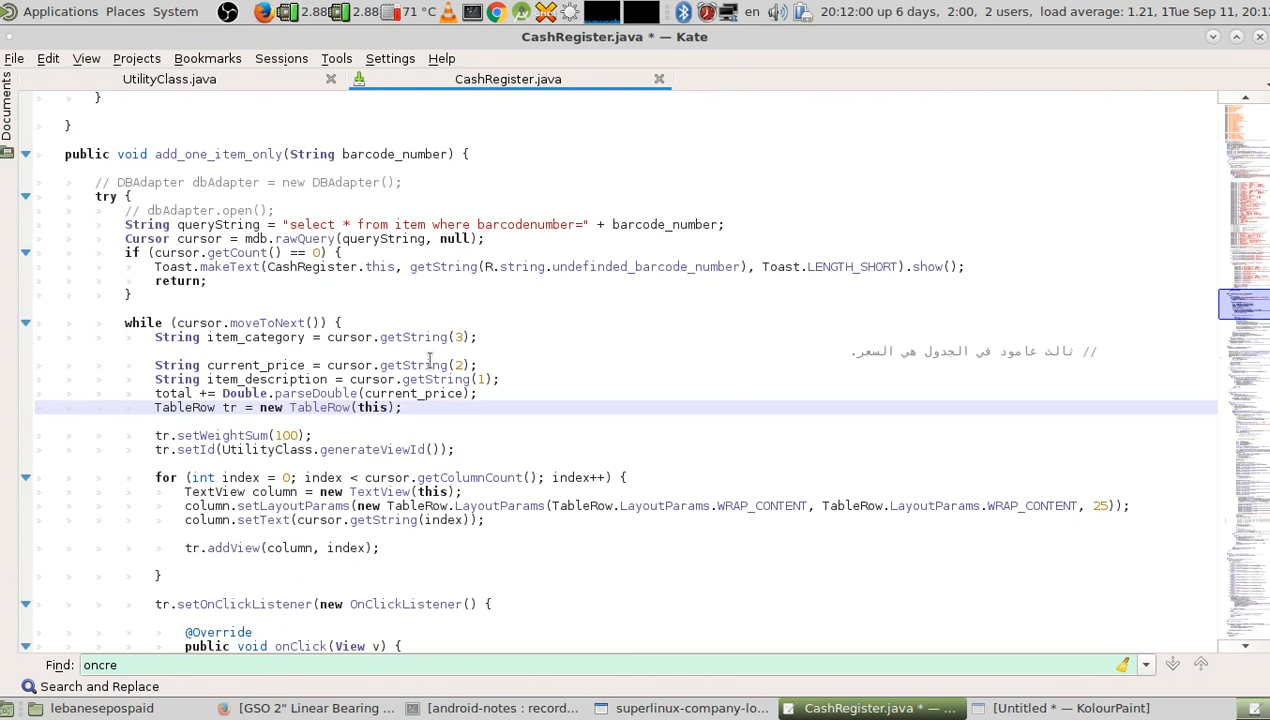 Applications Places System 2.88 2.88 71 °C en 20:12:00 up 6 days, 2:00, 2 users, load average: 1.21, 1 Tue Sep 11, 20:1
CashRegister.java * — Kate
File Edit View Projects Bookmarks Sessions Tools Settings Help
UtilityClass.java CashRegister.java
Documents
}
}
public void add_one_item_only(String barcode_number) {
// DBAdapter dbAdapter = new DBAdapter();
try {
// dbAdapter.open();
String queryString = "select * from item where barcodenb ==" + barcode_number;
Cursor cursor = mdb.rawQuery(queryString, null);
if (cursor.getCount() == 0) {
Toast.makeText(CashRegister getString(R.string barcode_number), Toast SHORT).show();
return;
while (cursor.moveToNext()) {
String item_category = cursor.getString(3);
// ثالث عامود الجدول هي السعر.
String current_price = cursor.getString(2);
String item_description = cursor.getString(1);
total += Double.parseDouble(current_price);
TableRow tr = new TableRow(this);
tr.setWeightSum(100);
tr.setId(UtilityClass.generateViewId());
for (int index = 0; index < cursor.getColumnCount(); index++) {
TextView column = new TextView(this);
column.setLayoutParams(new TableRow.LayoutParams(TableRow.LayoutParams.WRAP_CONTENT, TableRow.LayoutParams.WRAP_CONTENT, 25));
column.setText(cursor.getString(index));
tr.addView(column, index);
}
tr.setOnClickListener(new OnClickListener()
@Override
public void onClick(View v) {
Find: oncre
Search and Replace
lebanesepospaid [GSO 2" Linear Bearing ... [android-notes : ... superlinux-company-lo... CashRegister.java * — ... [Untitled * — KolourPaint]